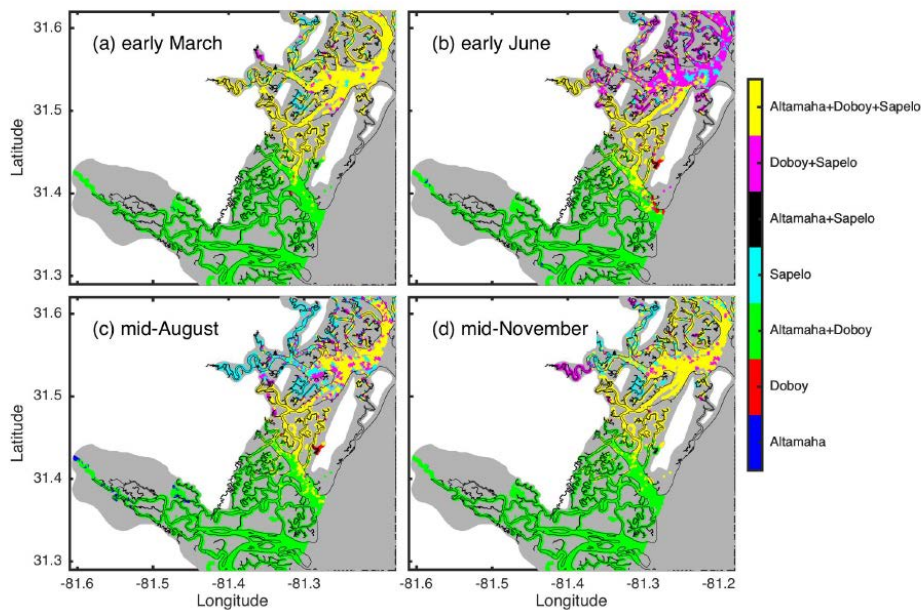 31.6
31.5
31.4
31.3
Latitude
(a) early March
(b) early June
31.6
31.5
31.4
31.3
Latitude
(c) mid-August
(d) mid-November
-81.6 -81.5 -81.4 -81.3
-81.6 -81.5 -81.4 -81.3 -81.2
Longitude
Longitude
Altamaha+Doboy+Sapelo
Doboy+Sapelo
Altamaha+Sapelo
Sapelo
Altamaha+Doboy
Doboy
Altamaha